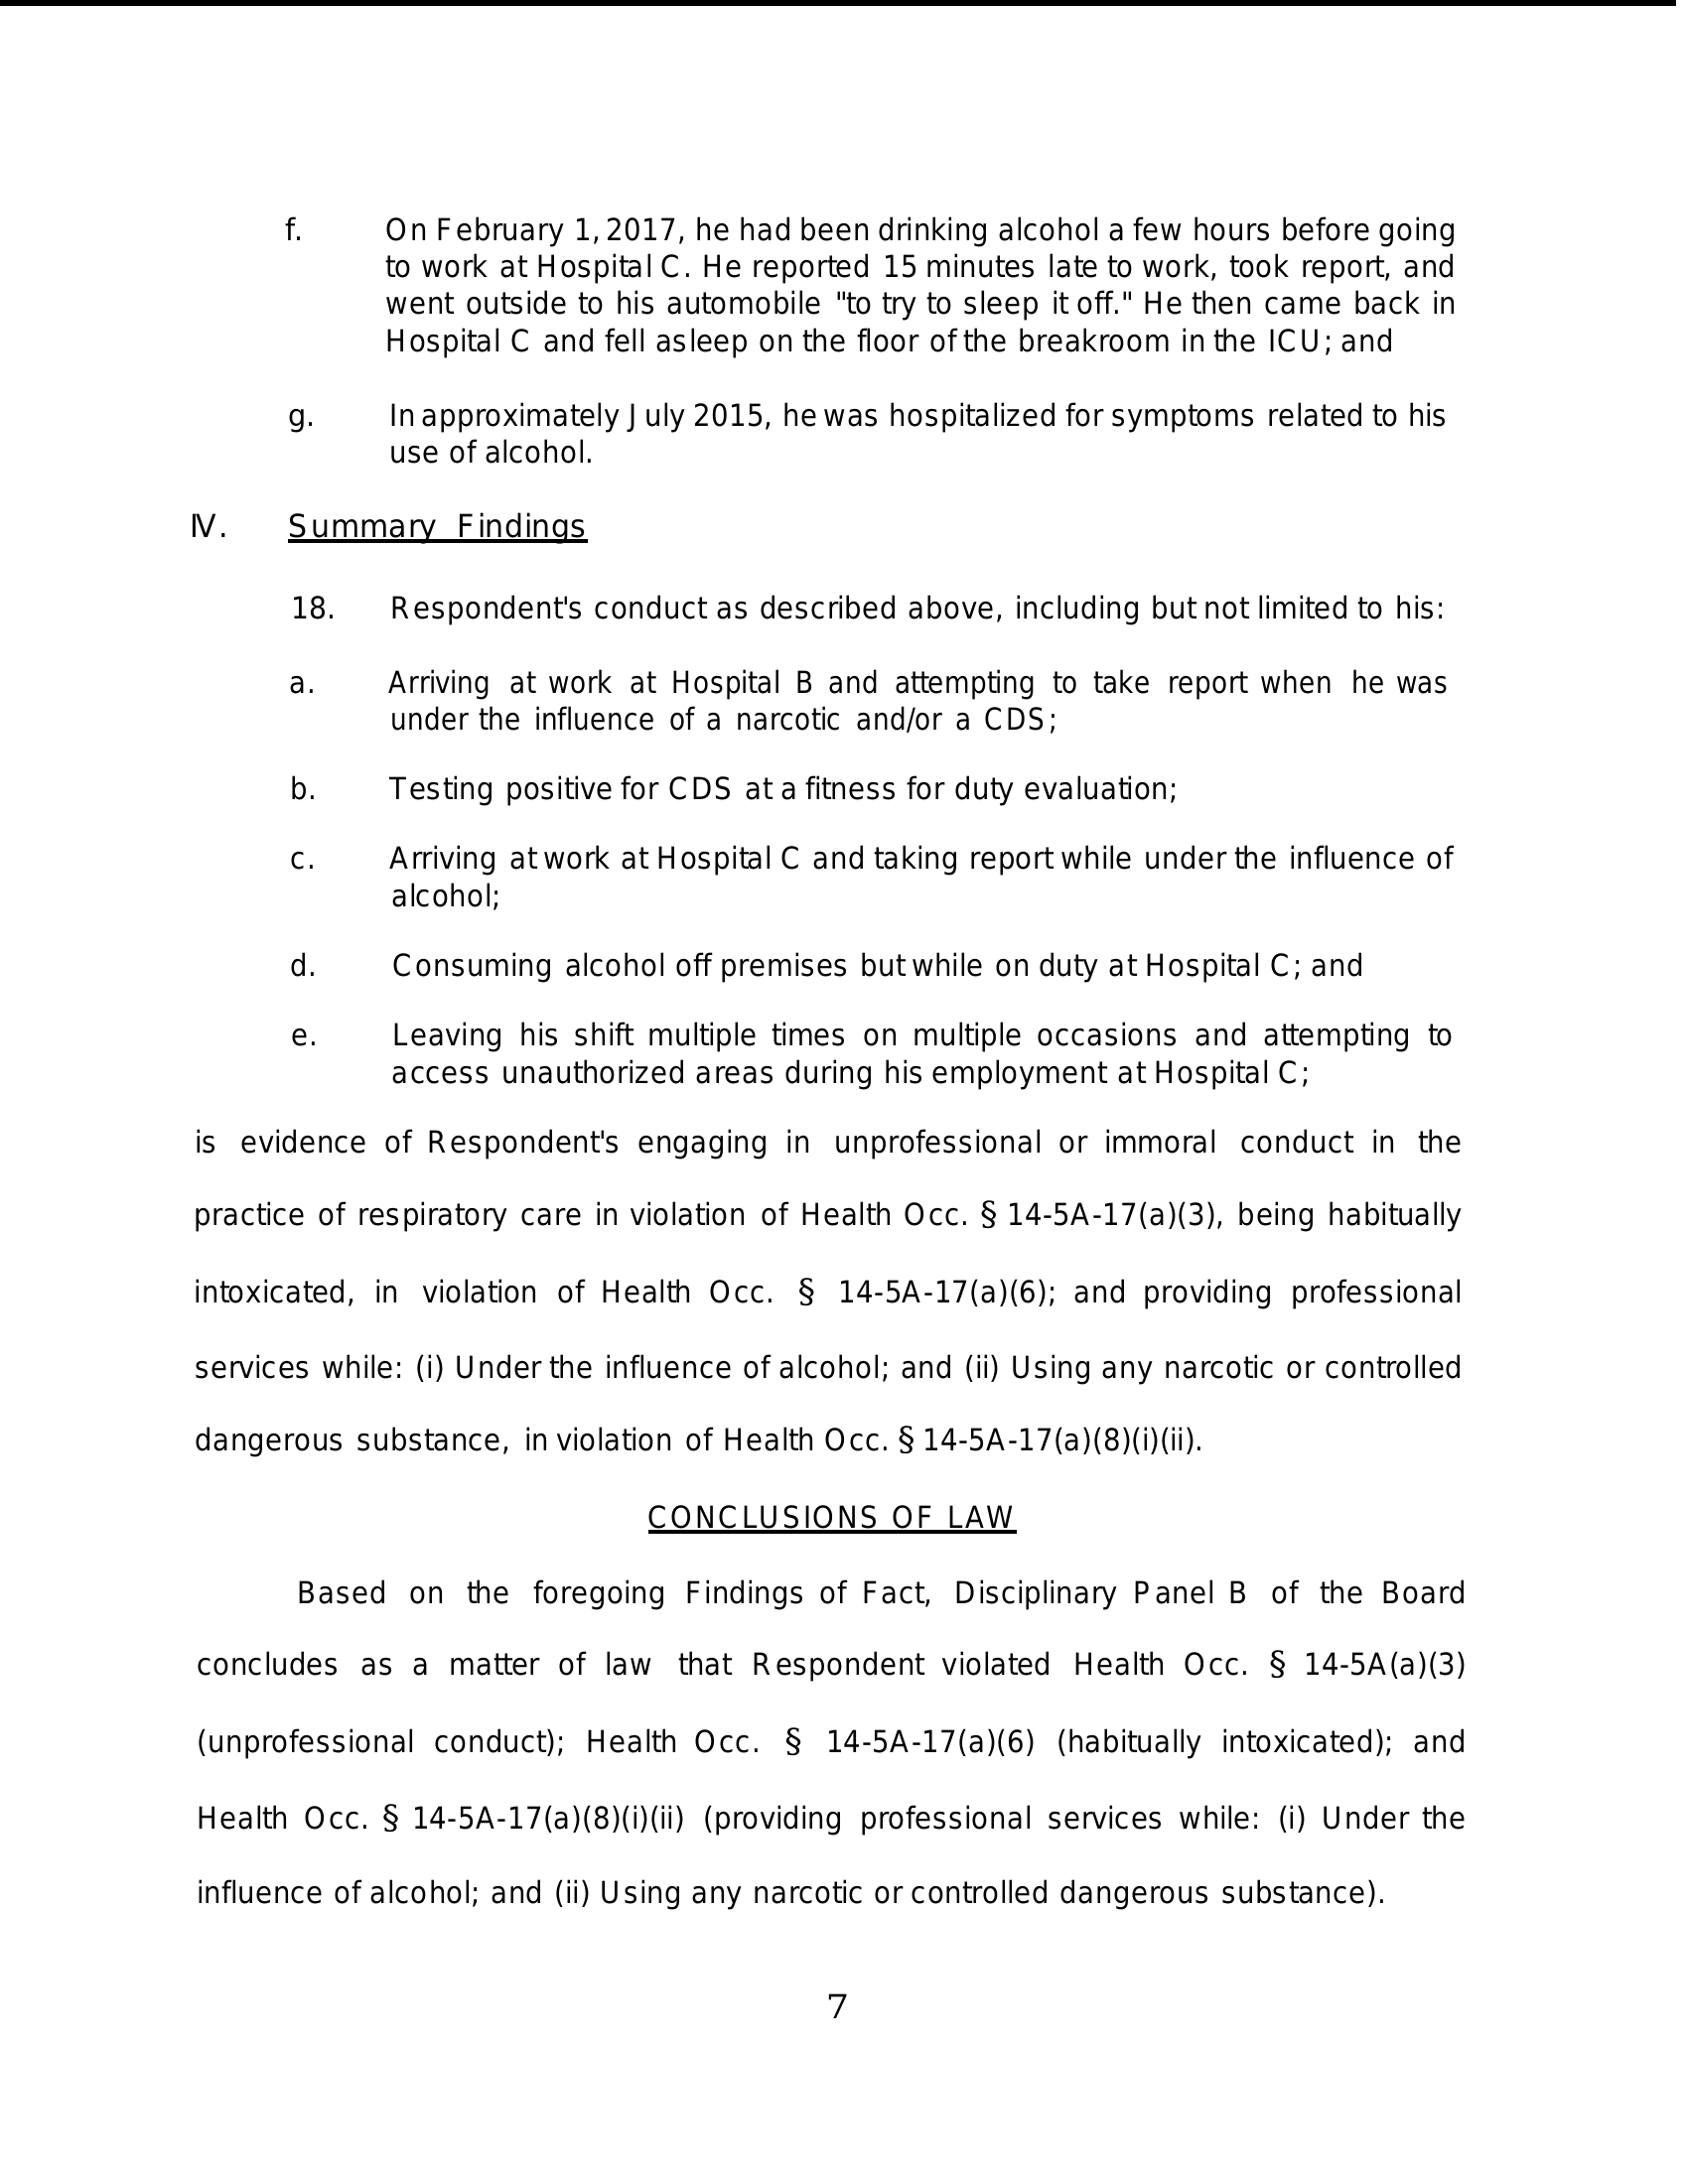 f. On February 1, 2017, he had been drinking alcohol a few hours before going
to work at Hospital C. He reported 15 minutes late to work, took report, and
went outside to his automobile "to try to sleep it off." He then came back in
Hospital C and fell asleep on the floor of the breakroom in the ICU; and
g. In approximately July 2015, he was hospitalized for symptoms related to his
use of alcohol.
IV. Summary Findings
18. Respondent's conduct as described above, including but not limited to his:
a. Arriving at work at Hospital B and attempting to take report when he was
under the influence of a narcotic and/or a CDS;
b. Testing positive for CDS at a fitness for duty evaluation;
c. Arriving at work at Hospital C and taking report while under the influence of
alcohol;
d. Consuming alcohol off premises but while on duty at Hospital C; and
e. Leaving his shift multiple times on multiple occasions and attempting to
access unauthorized areas during his employment at Hospital C;
is evidence of Respondent's engaging in unprofessional or immoral conduct in the
practice of respiratory care in violation of Health Occ. § 14-5A-17(a)(3), being habitually
intoxicated, in violation of Health Occ. § 14-5A-17(a)(6); and providing professional
services while: (i) Under the influence of alcohol; and (ii) Using any narcotic or controlled
dangerous substance, in violation of Health Occ. § 14-5A-17(a)(8)(i)(ii).
CONCLUSIONS OF LAW
Based on the foregoing Findings of Fact, Disciplinary Panel B of the Board
concludes as a matter of law that Respondent violated Health Occ. § 14-5A(a)(3)
(unprofessional conduct); Health Occ. § 14-5A-17(a)(6) (habitually intoxicated); and
Health Occ. § 14-5A-17(a)(8)(i)(ii) (providing professional services while: (i) Under the
influence of alcohol; and (ii) Using any narcotic or controlled dangerous substance).
7